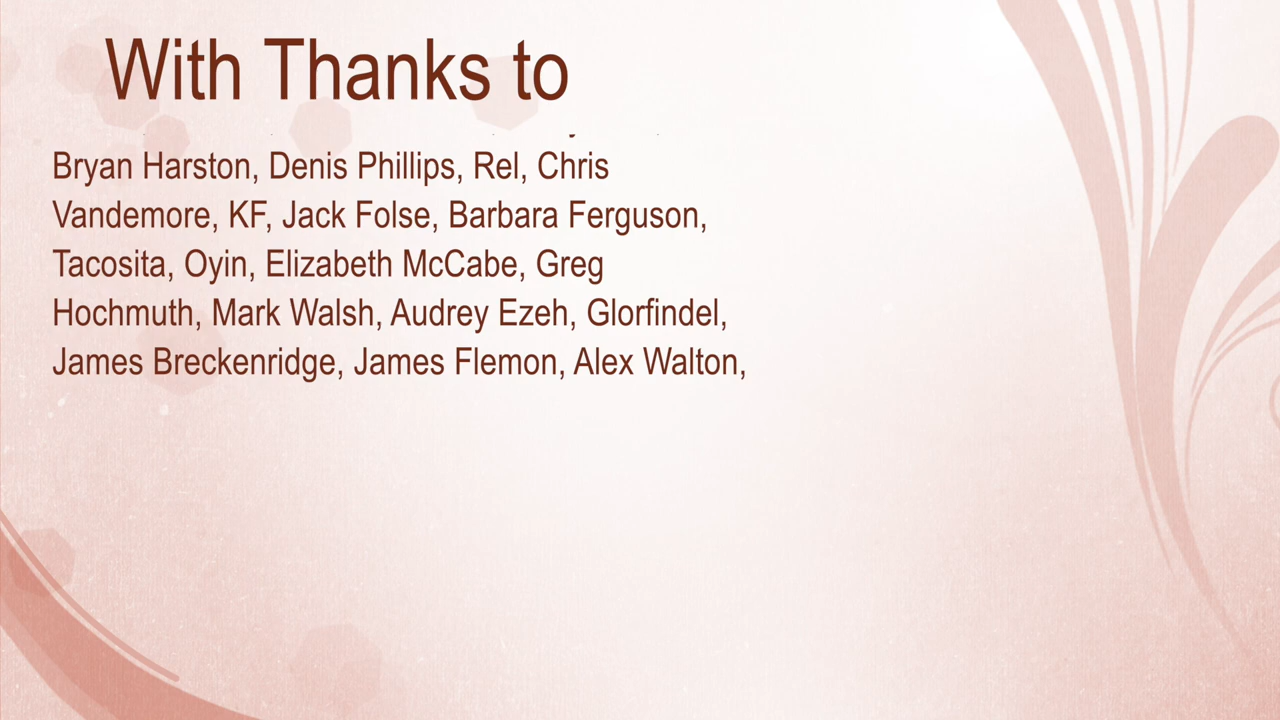 With Thanks to
Bryan Harston, Denis Phillips, Rel, Chris
Vandemore, KF, Jack Folse, Barbara Ferguson,
Tacosita, Oyin, Elizabeth McCabe, Greg
Hochmuth, Mark Walsh, Audrey Ezeh, Glorfindel,
James Breckenridge, James Flemon, Alex Walton,